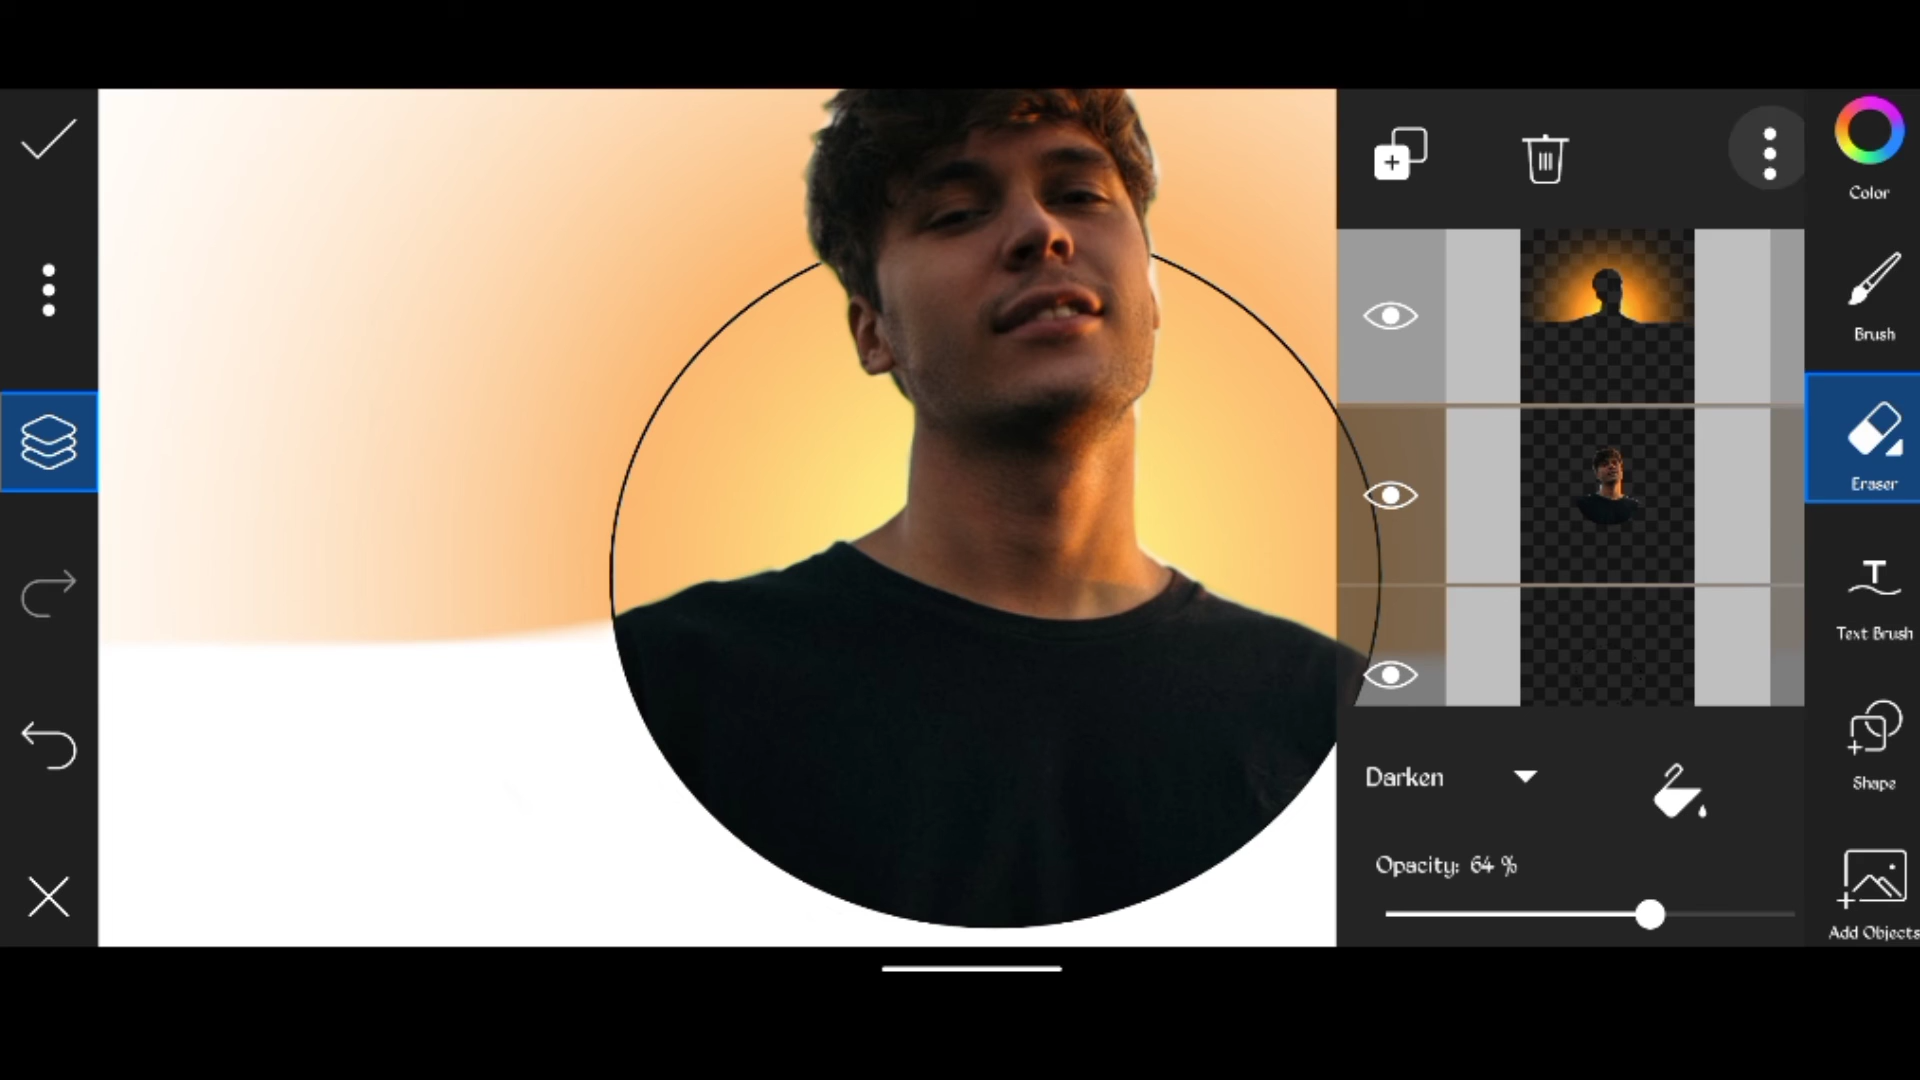 Color
Brush
Eraser
Text Brush
Shape
Add Objects
Darken
Opacity: 64 %